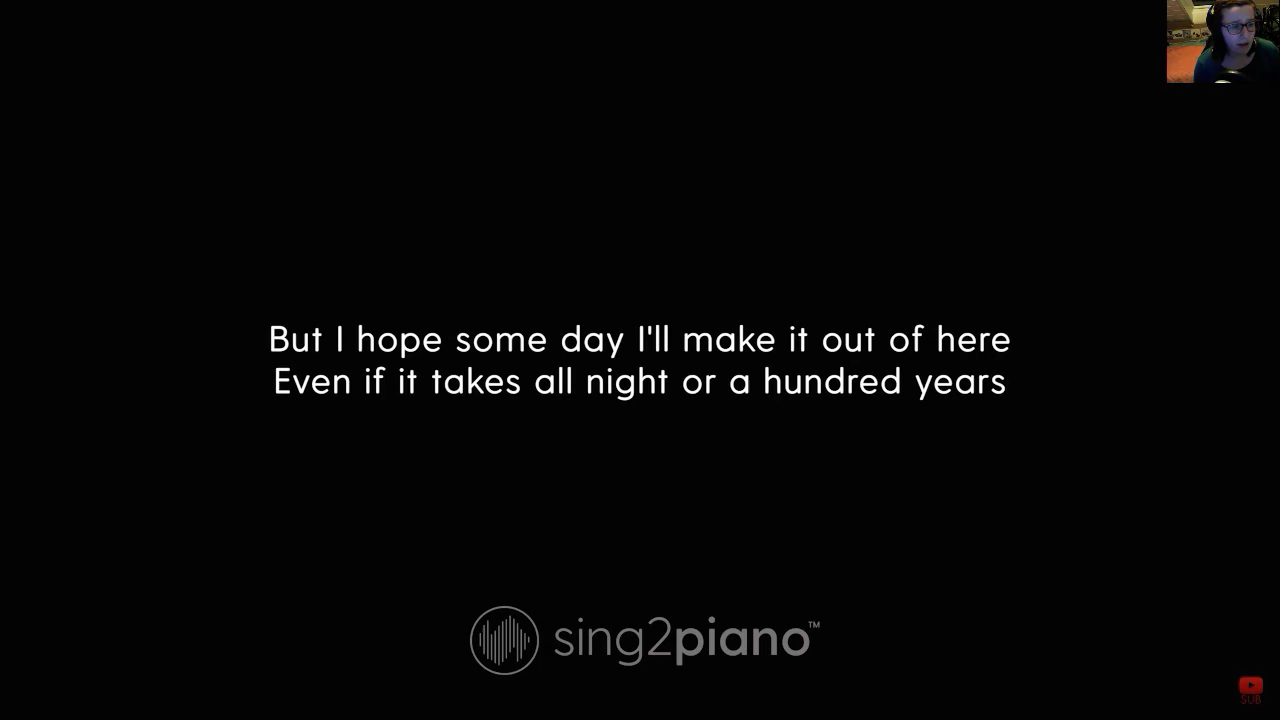 But I hope some day I'll make it out of here
Even if it takes all night or a hundred years
sing2piano™
SUB